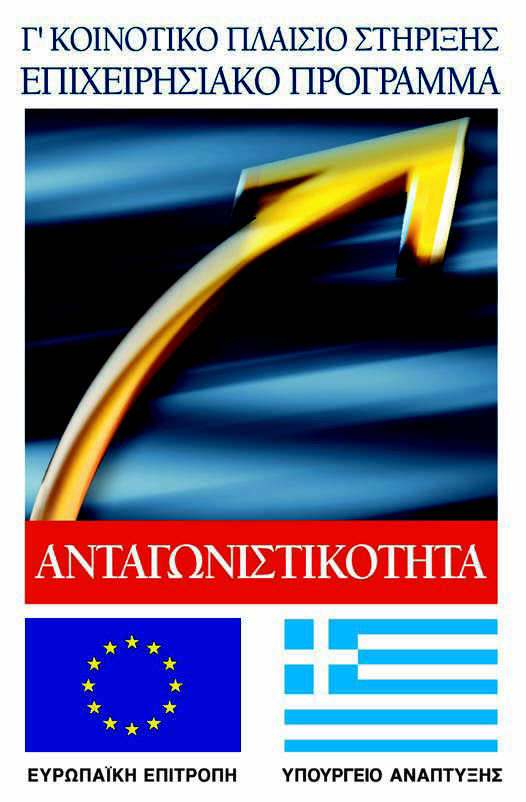 Γ' ΚΟΙΝΟΤΙΚΟ ΠΛΑΙΣΙΟ ΣΤΗΡΙΞΗΣ
ΕΠΙΧΕΙΡΗΣΙΑΚΟ ΠΡΟΓΡΑΜΜΑ
ΑΝΤΑΓΩΝΙΣΤΙΚΟΤΗΤΑ
ΕΥΡΩΠΑΪΚΗ ΕΠΙΤΡΟΠΗ
ΥΠΟΥΡΓΕΙΟ ΑΝΑΠΤΥΞΗΣ